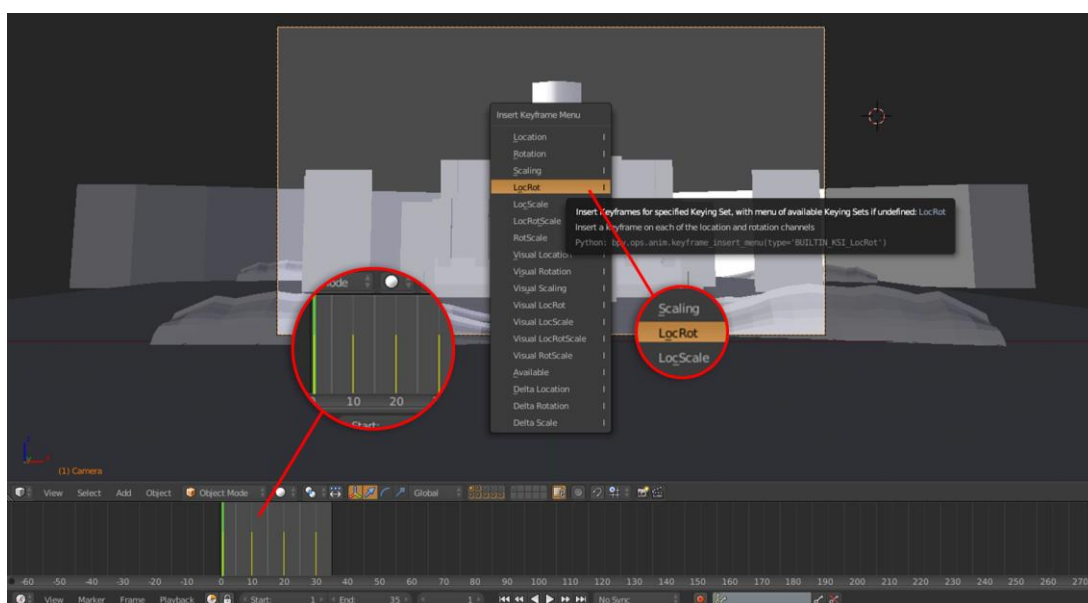 Insert Keyframe Menu
Location I
Rotation I
Scaling I
LocRot I
LocScale I
LocRotScale
RotScale
Visual Location
Visual Rotation I
Visual Scaling I
Visual LocRot I
Visual LocScale I
Visual LocRotScale I
Visual RotScale I
Available I
Delta Location I
Delta Rotation I
Delta Scale I
Insert Keyframes for specified Keying Set, with menu of available Keying Sets if undefined: LocRot
Insert a keyframe on each of the location and rotation channels
Python: bpy.ops.anim.keyframe_insert_menu(type='BUILTIN_KSI_LocRot')
ode
10 20
Start:
Scaling
LocRot
LocScale
(1) Camera
View Select Add Object Object Mode Global
-60 -50 -40 -30 -20 -10 0 10 20 30 40 50 60 70 80 90 100 110 120 130 140 150 160 170 180 190 200 210 220 230 240 250 260 270
View Marker Frame Playback Start: 1 End: 35 1 No Sync